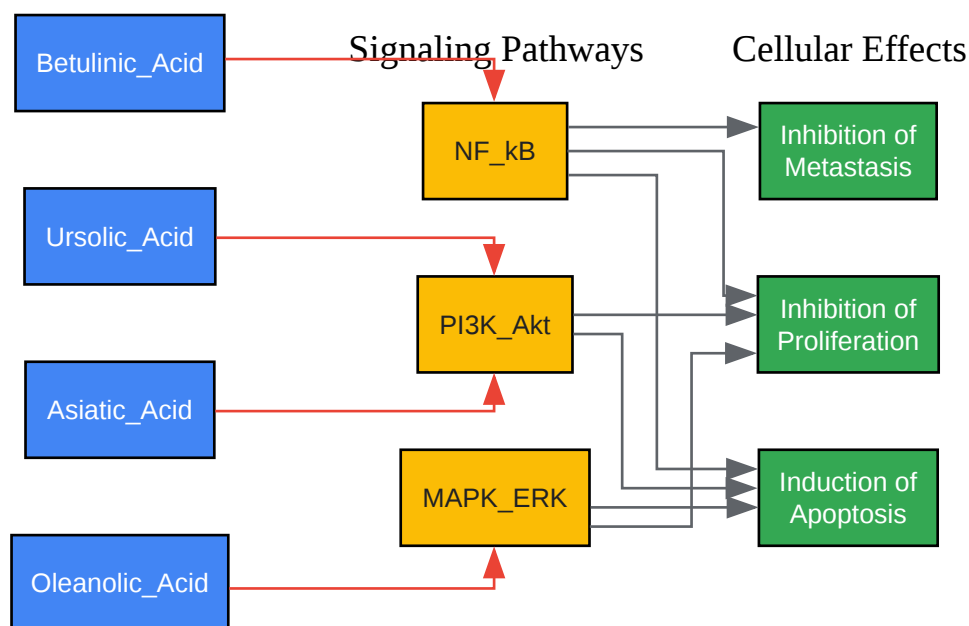 Signaling Pathways
Cellular Effects
Betulinic_Acid
NF_kB
Inhibition of
Metastasis
Ursolic_Acid
PI3K_Akt
Inhibition of
Proliferation
Asiatic_Acid
MAPK_ERK
Induction of
Apoptosis
Oleanolic_Acid